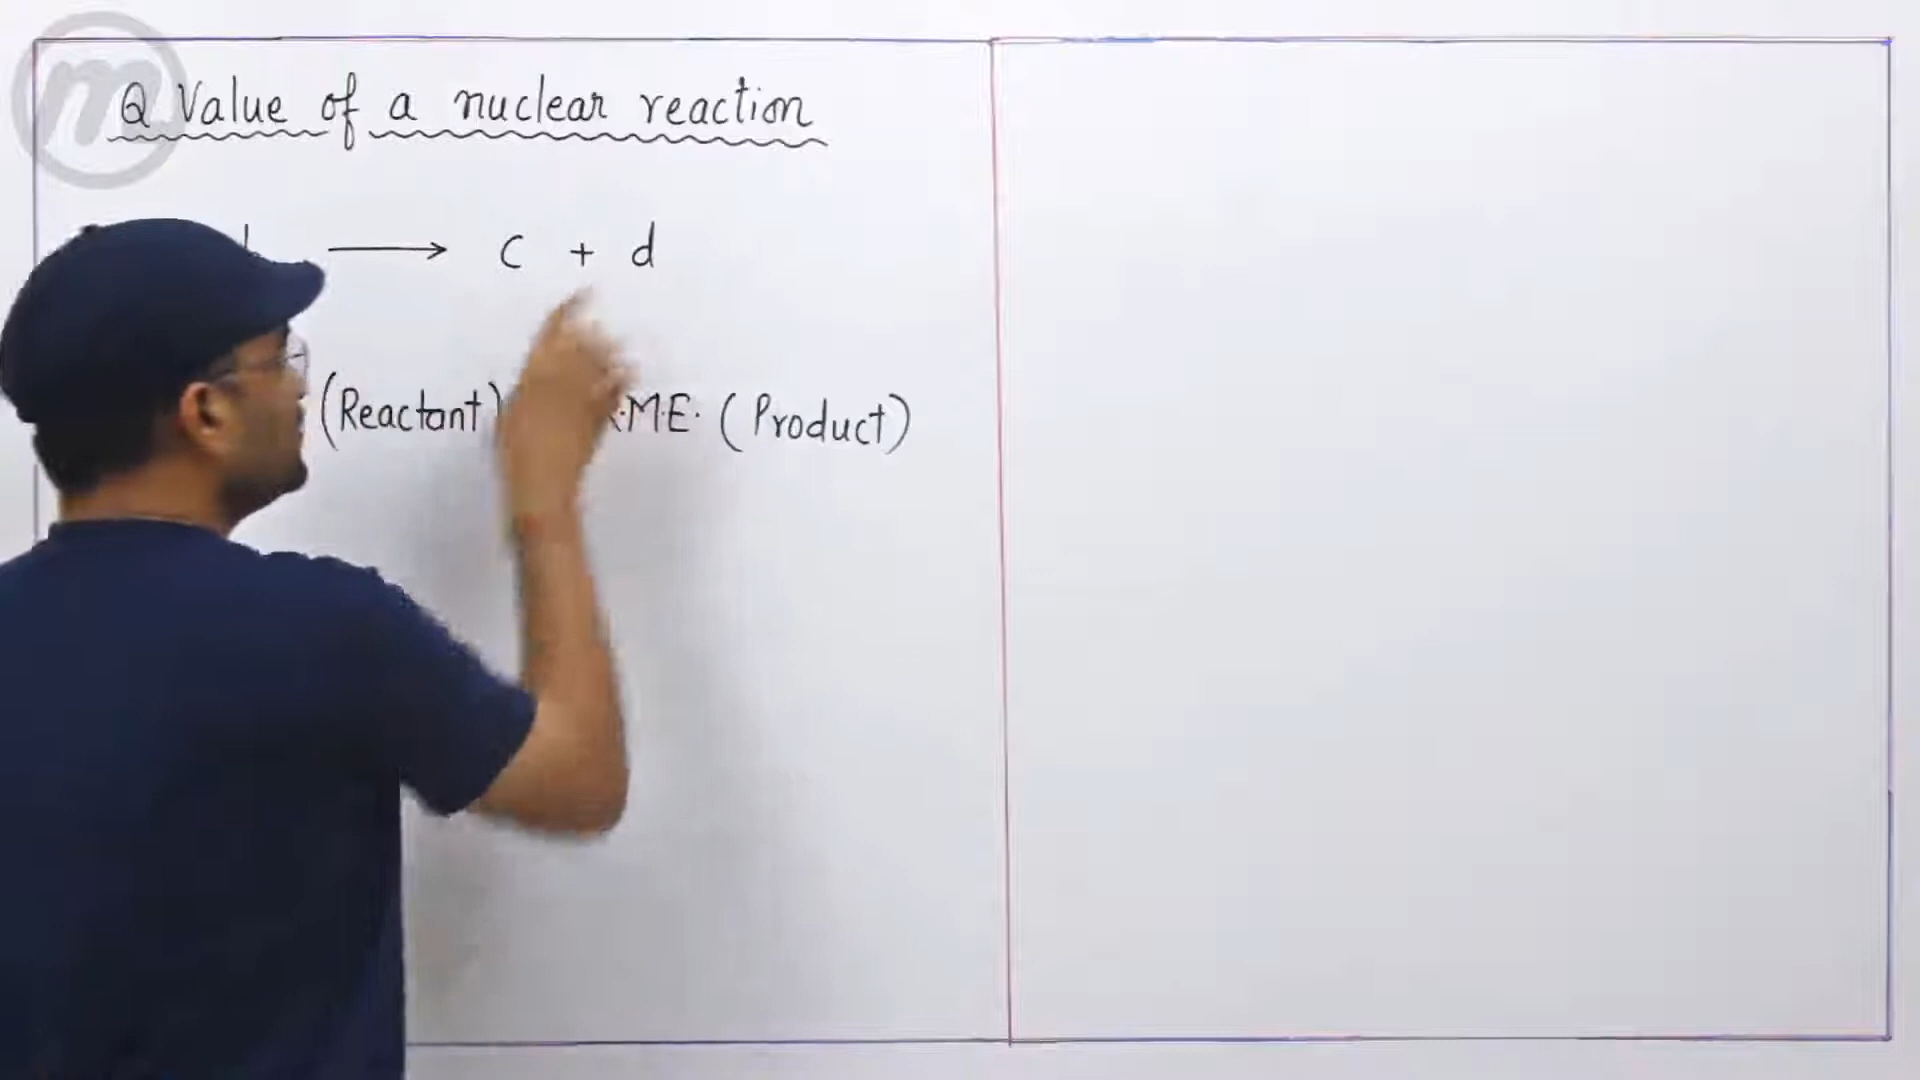 Q Value of a nuclear reaction
⟶ c + d
(Reactant) R.M.E. (Product)